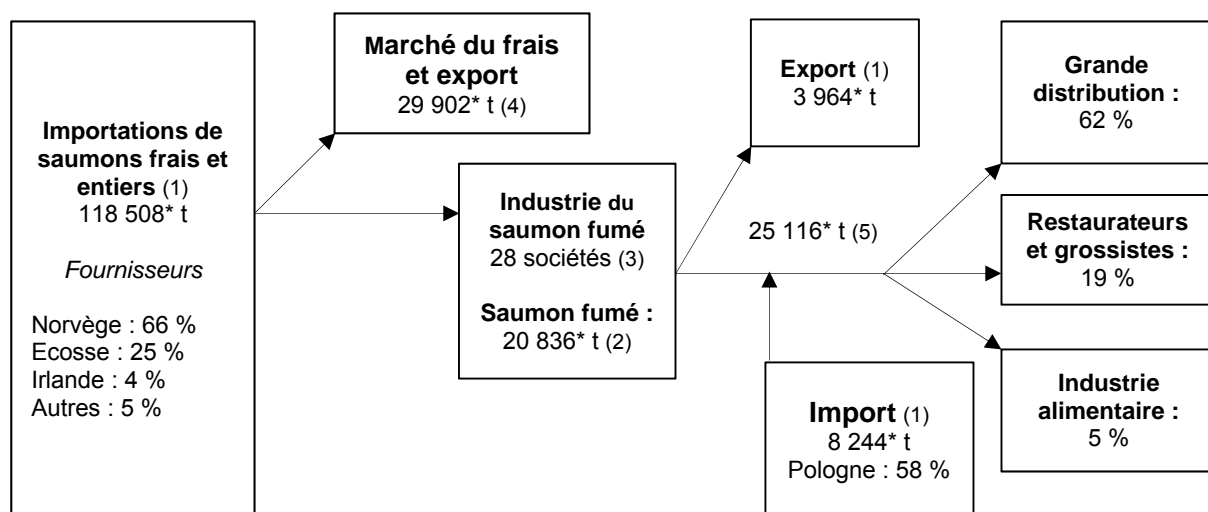 Importations de
saumons frais et
entiers (1)
118 508* t
Fournisseurs
Norvège : 66 %
Ecosse : 25 %
Irlande : 4 %
Autres : 5 %
Marché du frais
et export
29 902* t (4)
Industrie du
saumon fumé
28 sociétés (3)
Saumon fumé :
20 836* t (2)
Export (1)
3 964* t
25 116* t (5)
Import (1)
8 244* t
Pologne : 58 %
Grande
distribution :
62 %
Restaurateurs
et grossistes :
19 %
Industrie
alimentaire :
5 %